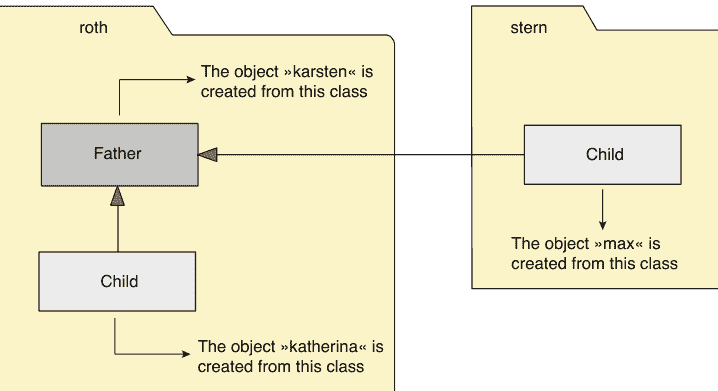 roth
stern
The object »karsten« is
created from this class
Father
Child
The object »max« is
created from this class
Child
The object »katherina« is
created from this class